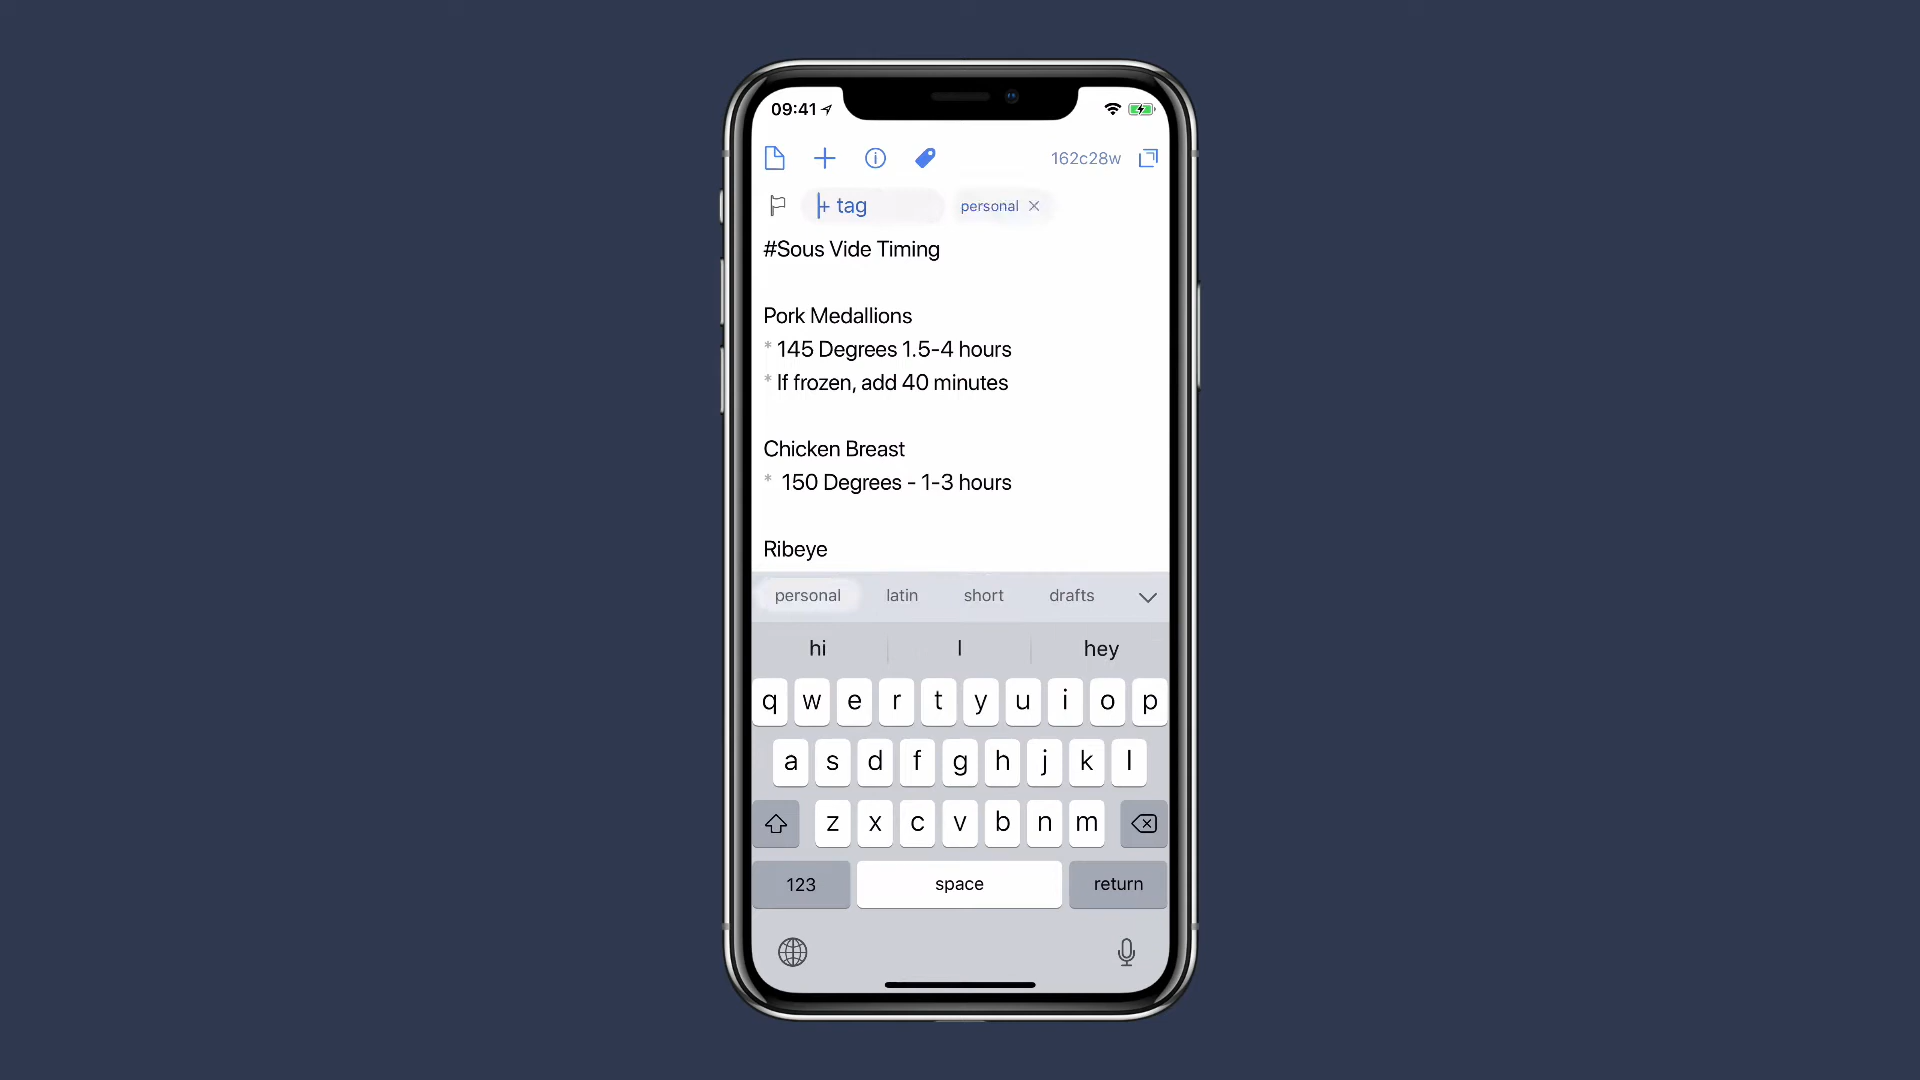 09:41
162c28w
+ tag
personal
#Sous Vide Timing
Pork Medallions
* 145 Degrees 1.5-4 hours
* If frozen, add 40 minutes
Chicken Breast
* 150 Degrees - 1-3 hours
Ribeye
personal latin short drafts
hi I hey
q w e r t y u i o p
a s d f g h j k l
z x c v b n m
123 space return